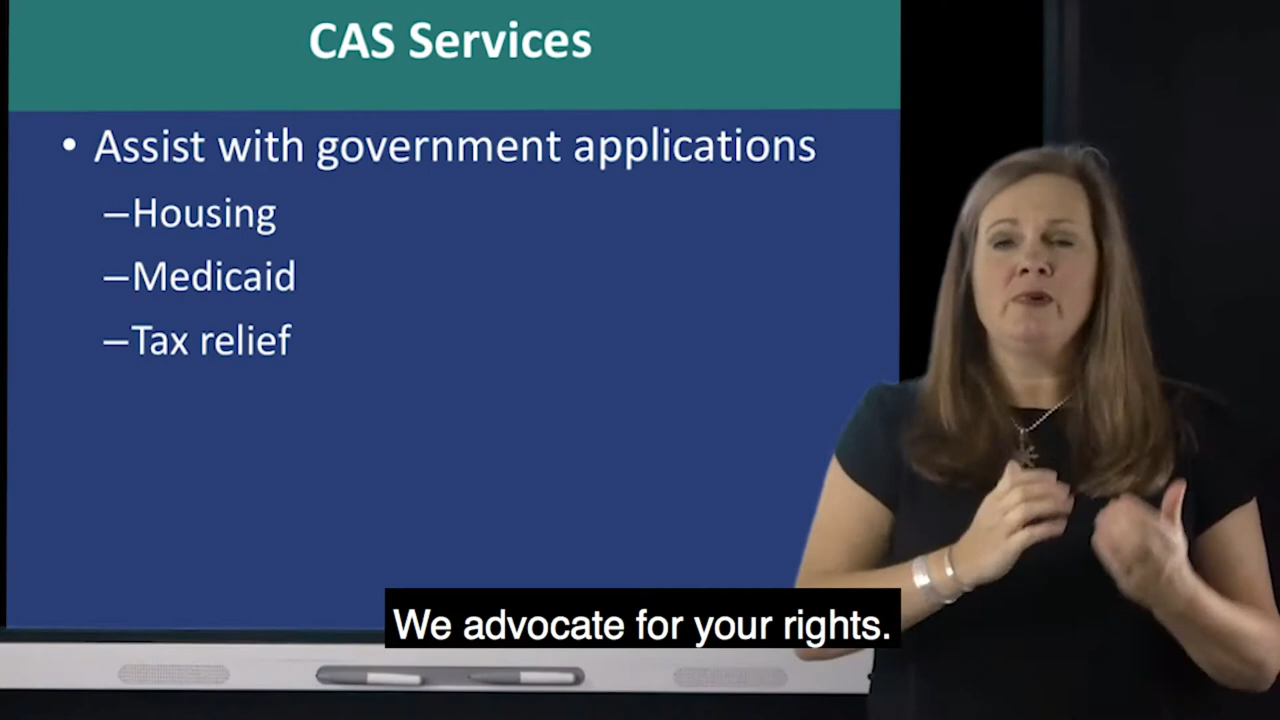 CAS Services
• Assist with government applications
–Housing
–Medicaid
–Tax relief
We advocate for your rights.